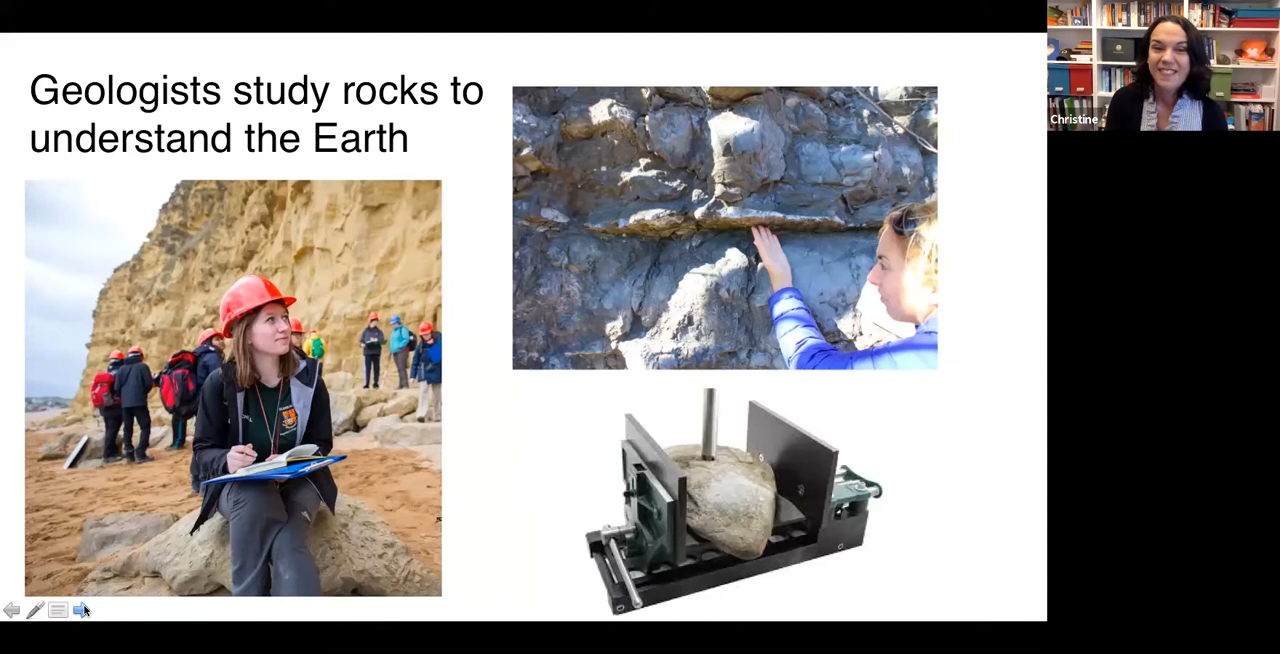 Geologists study rocks to
understand the Earth
Christine